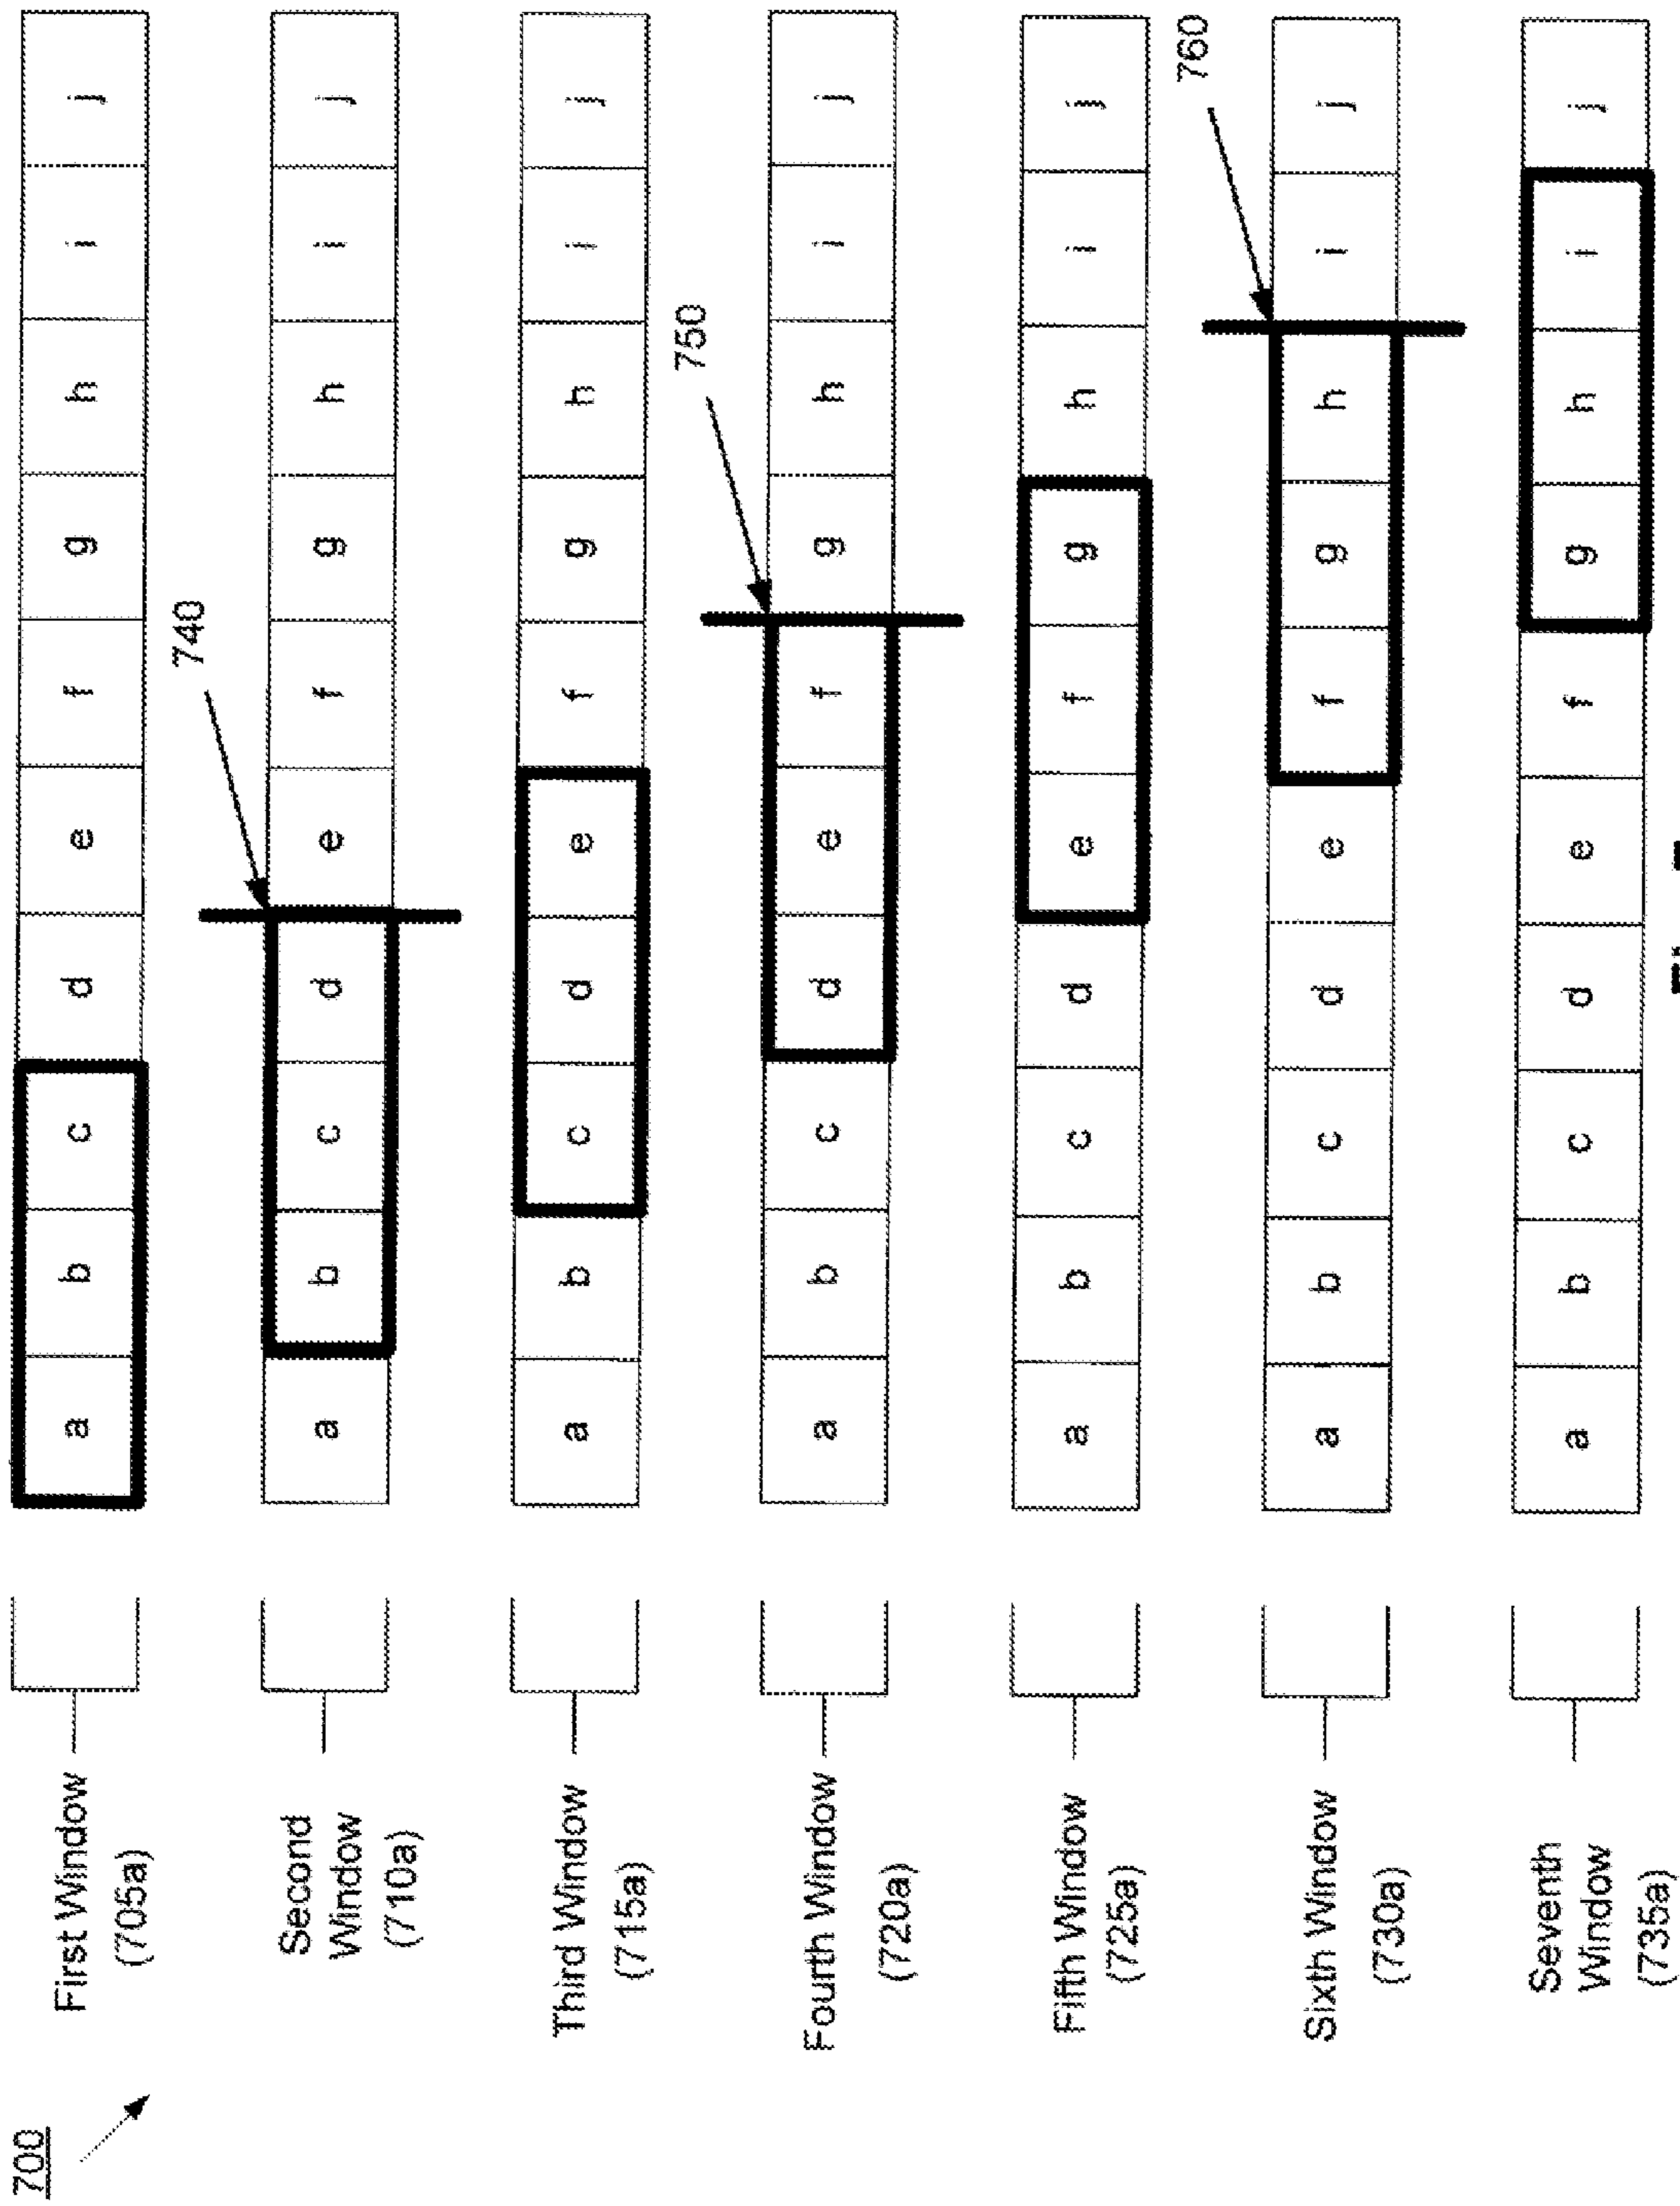 700
First Window
(705a)
a b c d e f g h i j
740
Second
Window
(710a)
a b c d e f g h i j
Third Window
(715a)
a b c d e f g h i j
750
Fourth Window
(720a)
a b c d e f g h i j
Fifth Window
(725a)
a b c d e f g h i j
760
Sixth Window
(730a)
a b c d e f g h i j
Seventh
Window
(735a)
a b c d e f g h i j